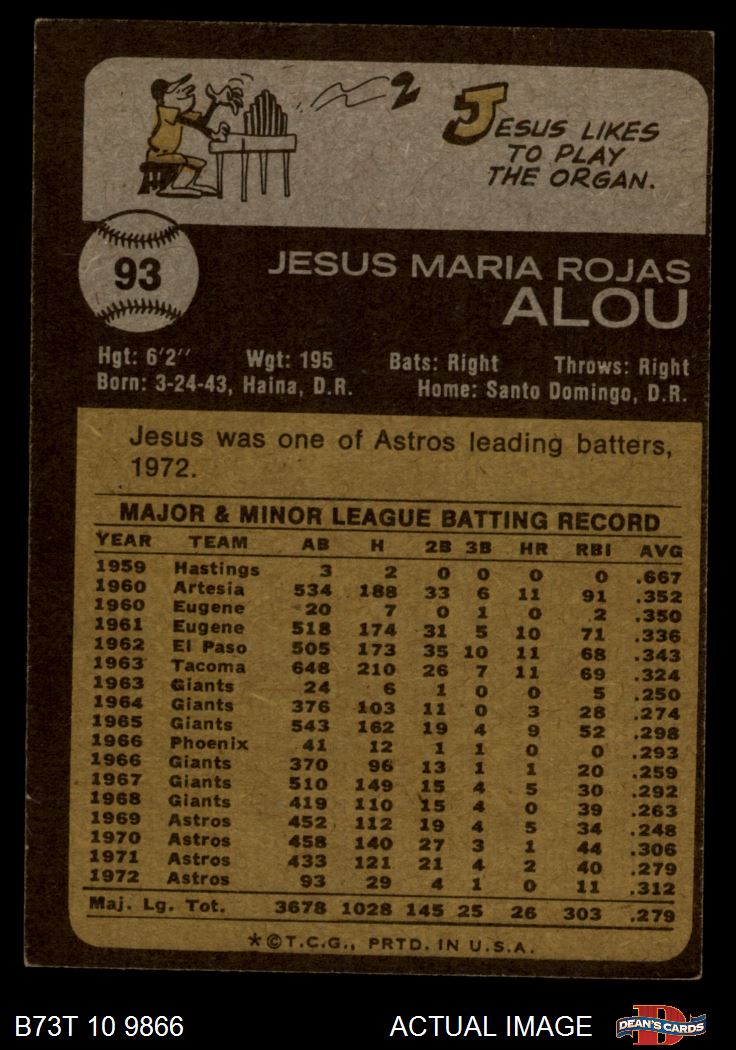 2
JESUS LIKES
TO PLAY
THE ORGAN.
93
JESUS MARIA ROJAS
ALOU
Hgt: 6'2" Wgt: 195 Bats: Right Throws: Right
Born: 3-24-43, Haina, D.R. Home: Santo Domingo, D.R.
Jesus was one of Astros leading batters,
1972.
MAJOR & MINOR LEAGUE BATTING RECORD
YEAR TEAM AB H 2B 3B HR RBI AVG
1959 Hastings 3 2 0 0 0 0 .667
1960 Artesia 534 188 33 6 11 91 .352
1960 Eugene 20 7 0 1 0 2 .350
1961 Eugene 518 174 31 5 10 71 .336
1962 El Paso 505 173 35 10 11 68 .343
1963 Tacoma 648 210 26 7 11 69 .324
1963 Giants 24 6 1 0 0 5 .250
1964 Giants 376 103 11 0 3 28 .274
1965 Giants 543 162 19 4 9 52 .298
1966 Phoenix 41 12 1 1 0 0 .293
1966 Giants 370 96 13 1 1 20 .259
1967 Giants 510 149 15 4 5 30 .292
1968 Giants 419 110 15 4 0 39 .263
1969 Astros 452 112 19 4 5 34 .248
1970 Astros 458 140 27 3 1 44 .306
1971 Astros 433 121 21 4 2 40 .279
1972 Astros 93 29 4 1 0 11 .312
Maj. Lg. Tot. 3678 1028 145 25 26 303 .279
*©T.C.G., PRTD. IN U.S.A.
B73T 10 9866 ACTUAL IMAGE
D
DEAN'S CARDS